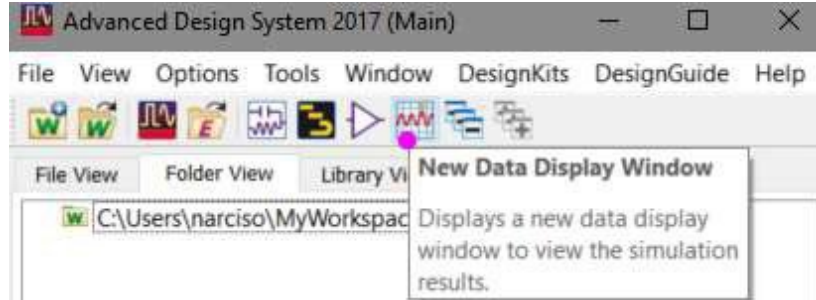 Advanced Design System 2017 (Main)
File View Options Tools Window DesignKits DesignGuide Help
W W E
File View Folder View Library Vi
New Data Display Window
W C:\Users\narciso\MyWorkspac
Displays a new data display
window to view the simulation
results.